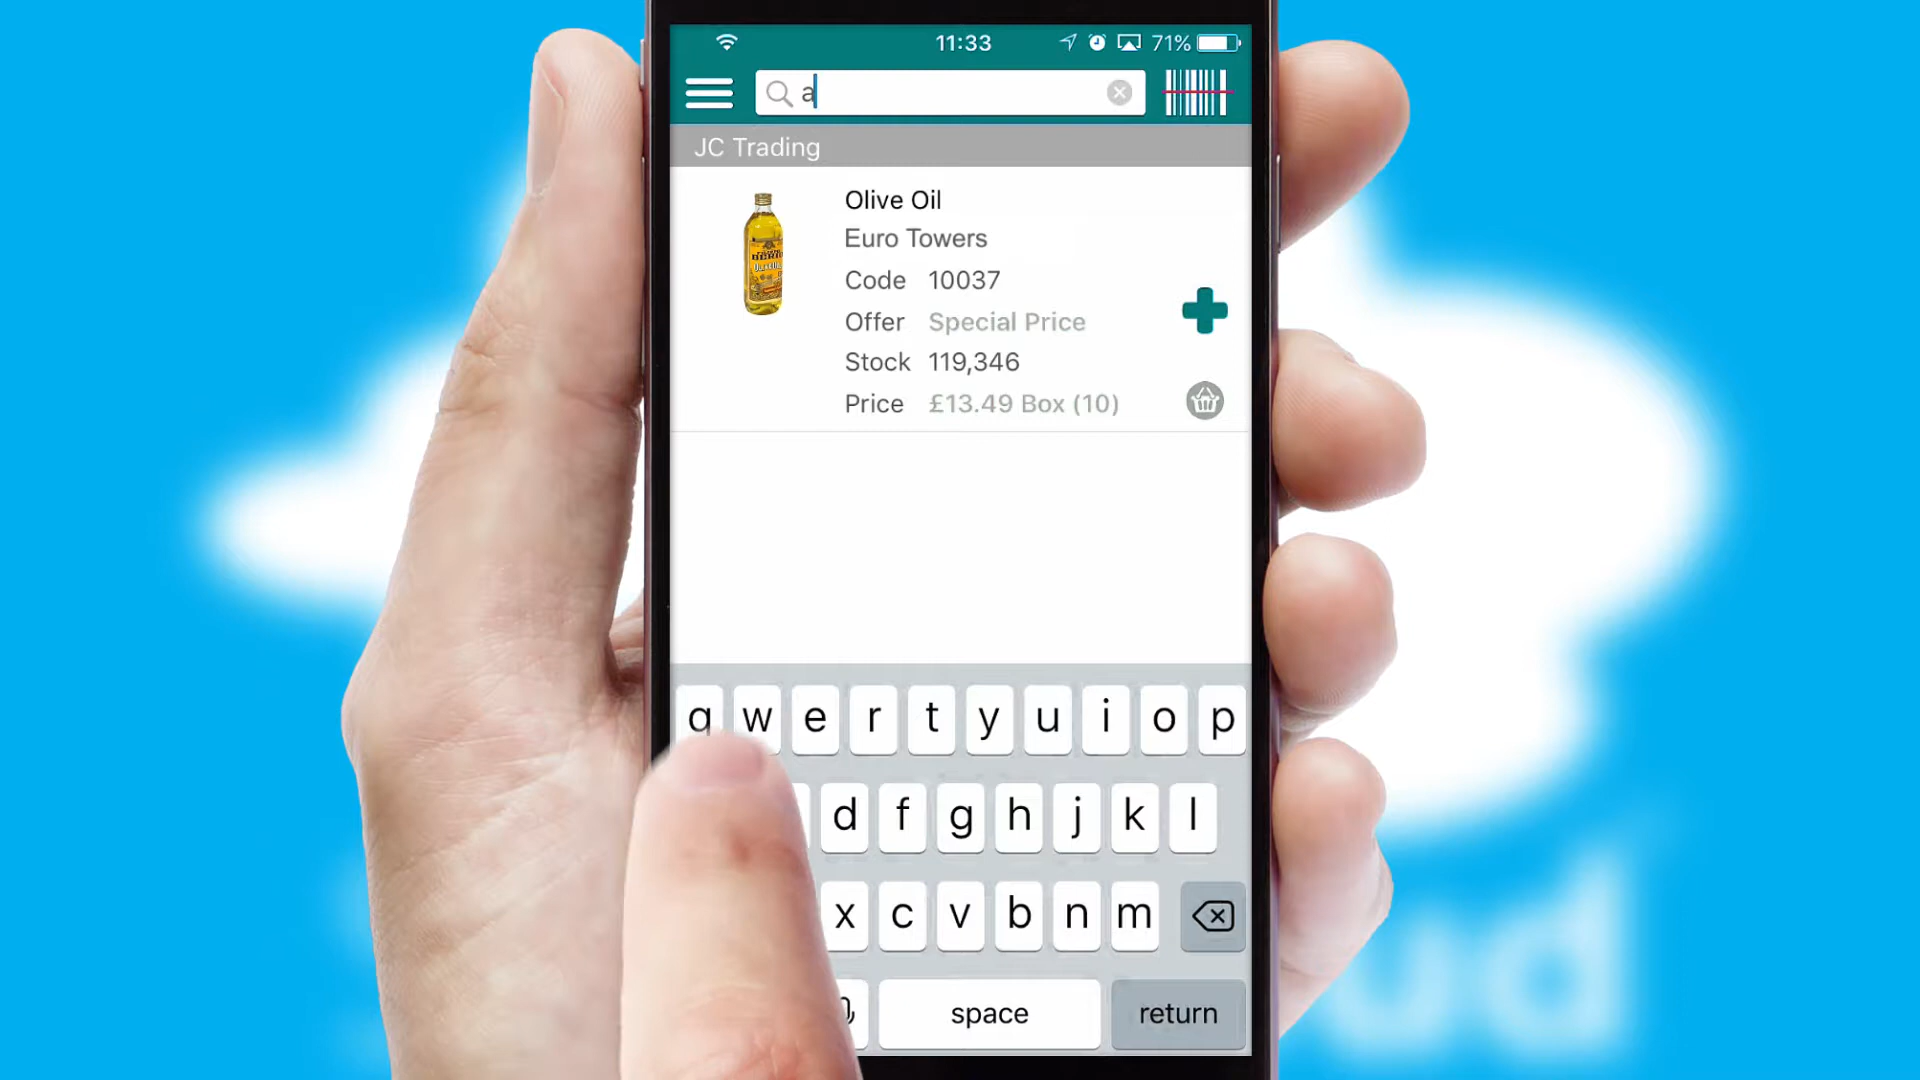 11:33 71%
a
JC Trading
Olive Oil
Euro Towers
Code 10037
Offer Special Price
Stock 119,346
Price £13.49 Box (10)
q w e r t y u i o p
d f g h j k l
x c v b n m
space return
ud